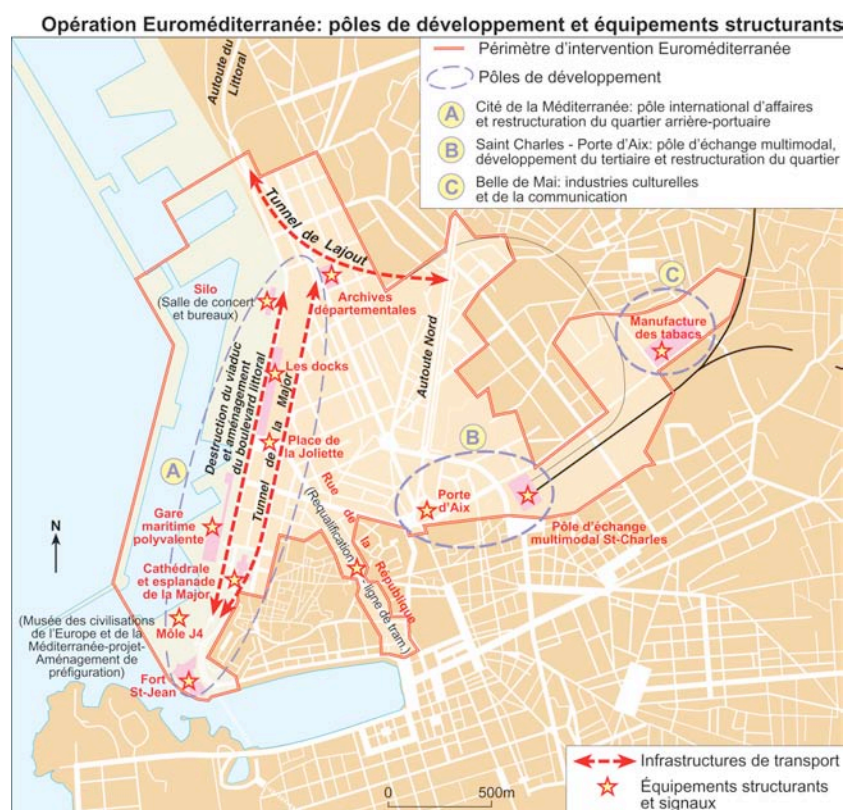 Opération Euroméditerranée: pôles de développement et équipements structurants
Périmètre d'intervention Euroméditerranée
Pôles de développement
A
Cité de la Méditerranée: pôle international d'affaires
et restructuration du quartier arrière-portuaire
B
Saint Charles - Porte d'Aix: pôle d'échange multimodal,
développement du tertiaire et restructuration du quartier
C
Belle de Mai: industries culturelles
et de la communication
Autoute du
Littoral
Tunnel de Lajout
Silo
(Salle de concert
et bureaux)
Archives
départementales
C
Manufacture
des tabacs
Autoute Nord
Les docks
Destruction du viaduc
et aménagement
du boulevard littoral
Tunnel de la Major
Place de
la Joliette
A
B
Porte
d'Aix
Pôle d'échange
multimodal St-Charles
Gare
maritime
polyvalente
Rue de la République
(Requalification - ligne de tram.)
N
Cathédrale
et esplanade
de la Major
Môle J4
(Musée des civilisations
de l'Europe et de la
Méditerranée-projet-
Aménagement de
préfiguration)
Fort
St-Jean
0 500m
Infrastructures de transport
Équipements structurants
et signaux